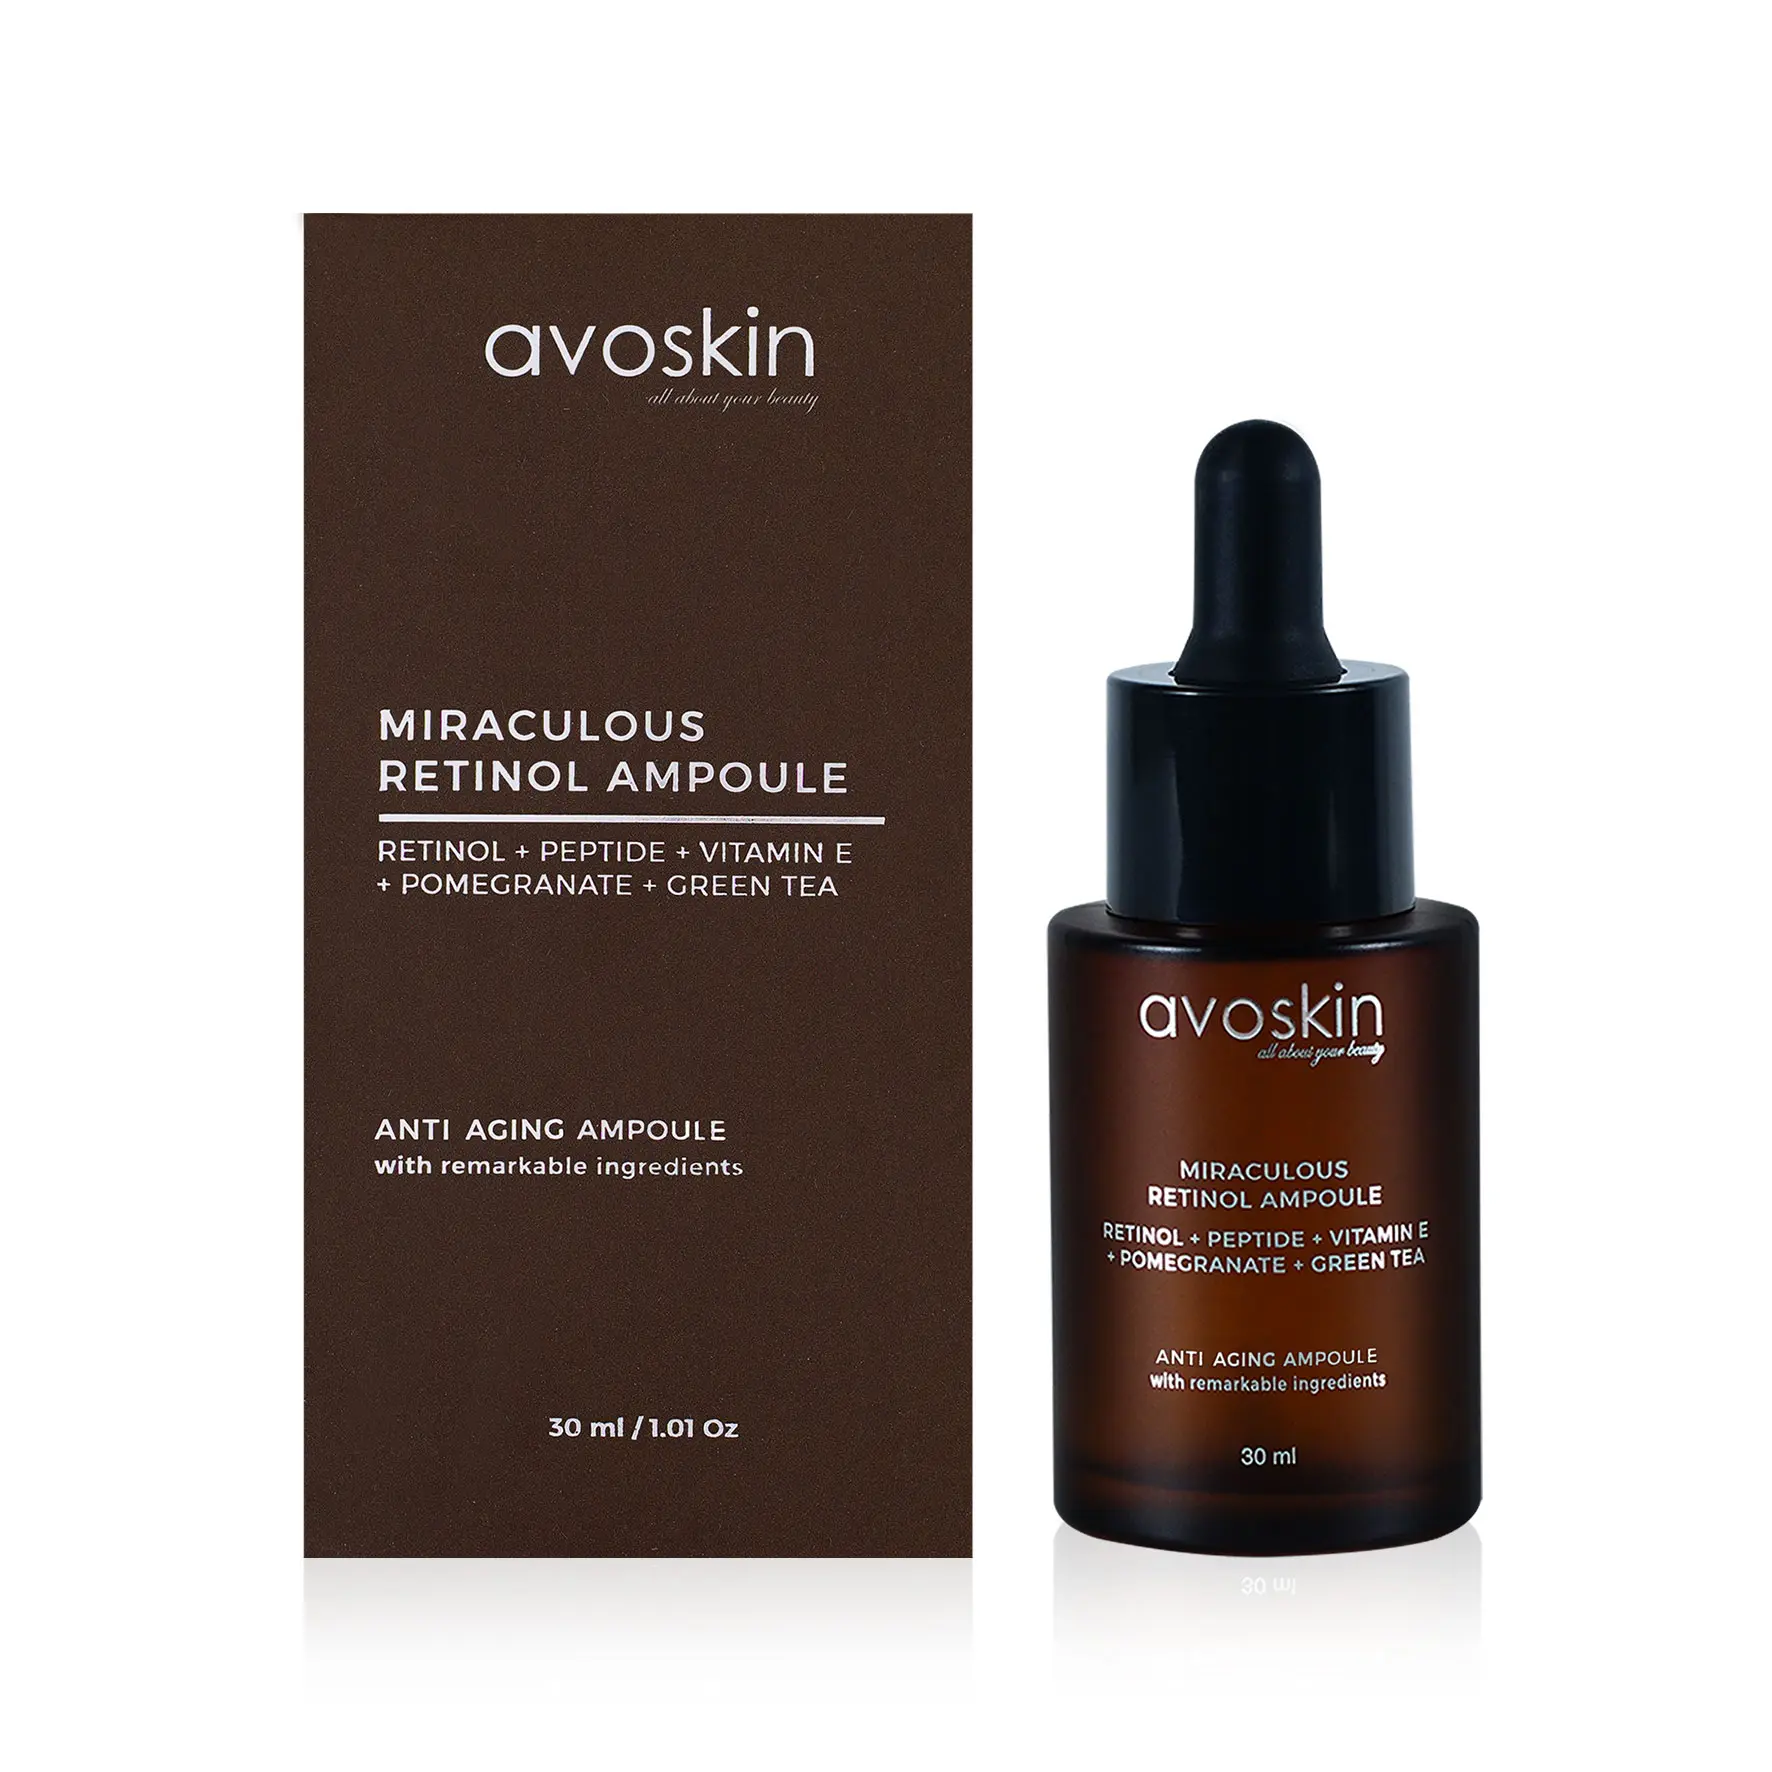 avoskin
all about your beauty
MIRACULOUS
RETINOL AMPOULE
RETINOL + PEPTIDE + VITAMIN E
+ POMEGRANATE + GREEN TEA
ANTI AGING AMPOULE
with remarkable ingredients
30 ml / 1.01 Oz
avoskin
all about your beauty
MIRACULOUS
RETINOL AMPOULE
RETINOL + PEPTIDE + VITAMIN E
+ POMEGRANATE + GREEN TEA
ANTI AGING AMPOULE
with remarkable ingredients
30 ml